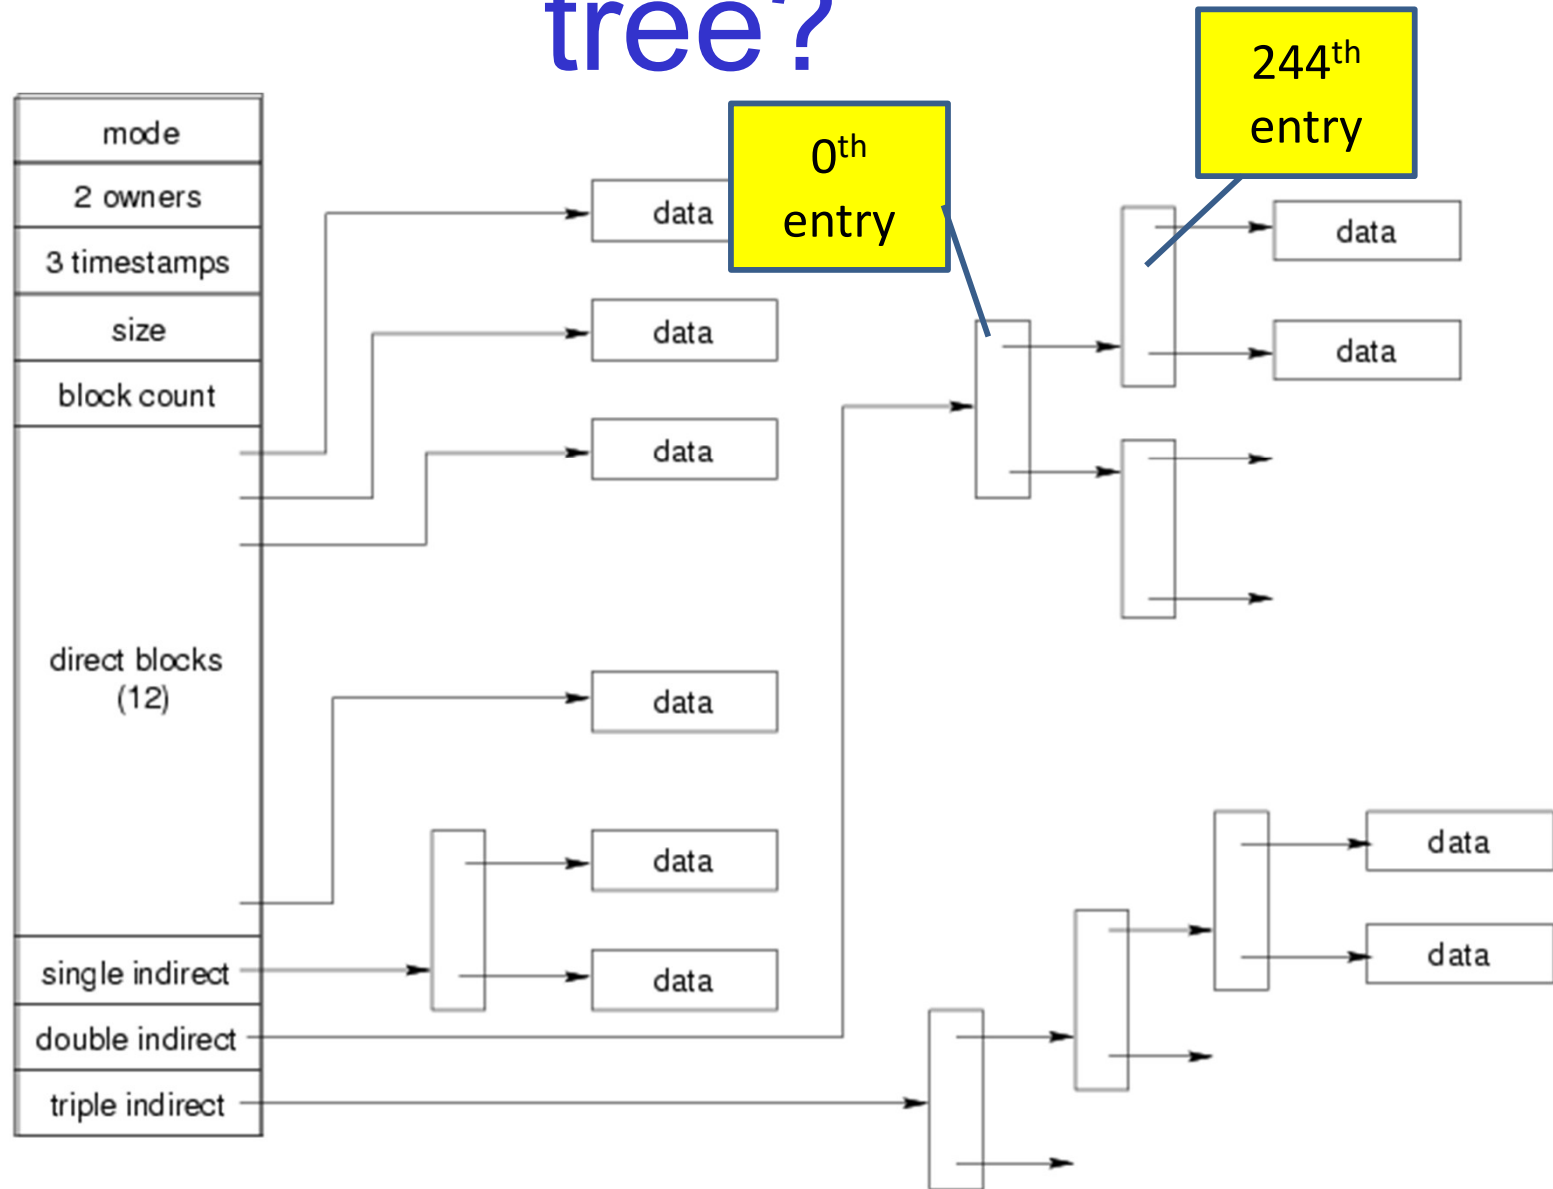 tree?
mode
2 owners
3 timestamps
size
block count
direct blocks
(12)
single indirect
double indirect
triple indirect
data
data
data
data
data
data
0th
entry
244th
entry
data
data
data
data